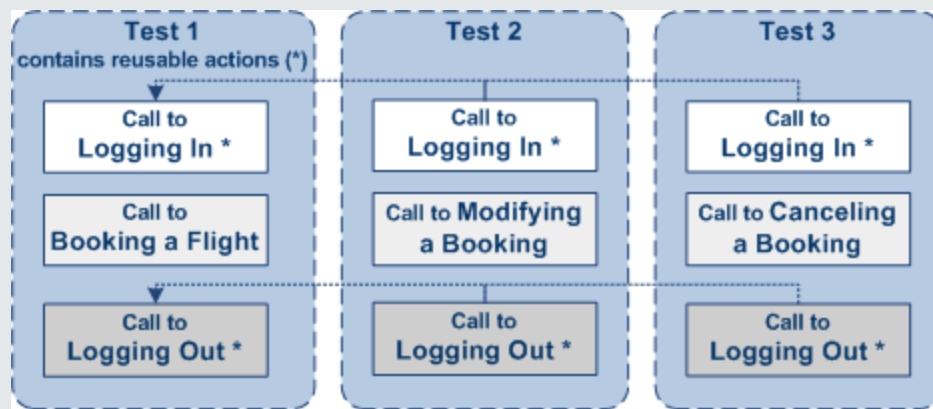 Test 1
contains reusable actions (*)
Call to
Logging In *
Call to
Booking a Flight
Call to
Logging Out *
Test 2
Call to
Logging In *
Call to Modifying
a Booking
Call to
Logging Out *
Test 3
Call to
Logging In *
Call to Canceling
a Booking
Call to
Logging Out *